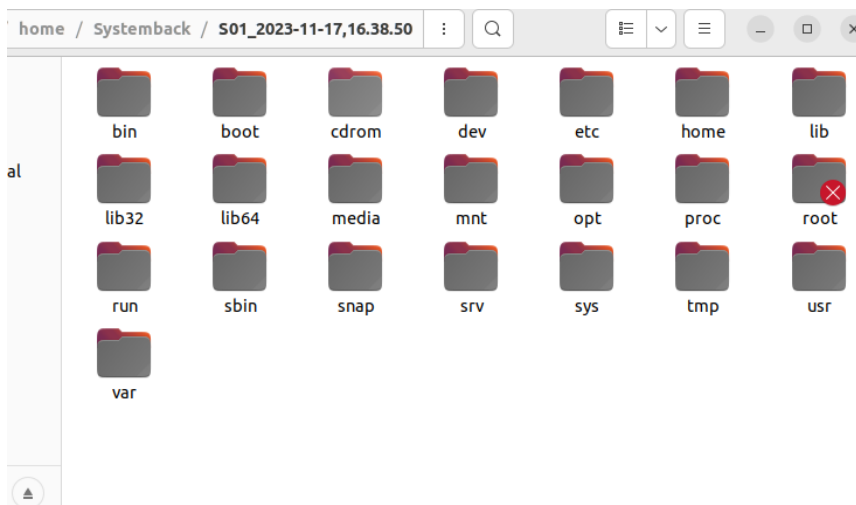 home / Systemback / S01_2023-11-17,16.38.50
bin boot cdrom dev etc home lib
al
lib32 lib64 media mnt opt proc root
run sbin snap srv sys tmp usr
var